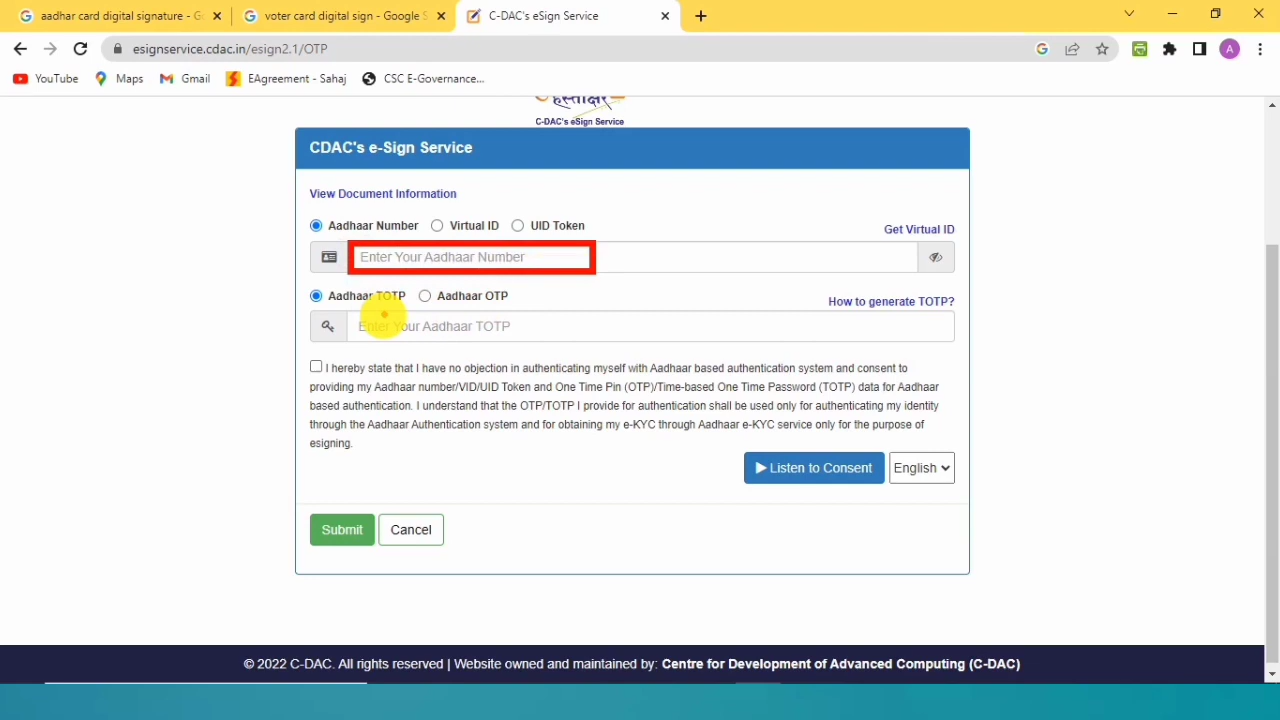 aadhar card digital signature - Go
voter card digital sign - Google S
C-DAC's eSign Service
esignservice.cdac.in/esign2.1/OTP
A
YouTube
Maps
Gmail
EAgreement - Sahaj
CSC E-Governance...
हस्ताक्षर
C-DAC's eSign Service
CDAC's e-Sign Service
View Document Information
Aadhaar Number Virtual ID UID Token
Get Virtual ID
Enter Your Aadhaar Number
Aadhaar TOTP Aadhaar OTP
How to generate TOTP?
Enter Your Aadhaar TOTP
I hereby state that I have no objection in authenticating myself with Aadhaar based authentication system and consent to
providing my Aadhaar number/VID/UID Token and One Time Pin (OTP)/Time-based One Time Password (TOTP) data for Aadhaar
based authentication. I understand that the OTP/TOTP I provide for authentication shall be used only for authenticating my identity
through the Aadhaar Authentication system and for obtaining my e-KYC through Aadhaar e-KYC service only for the purpose of
esigning.
Listen to Consent
English
Submit
Cancel
© 2022 C-DAC. All rights reserved | Website owned and maintained by: Centre for Development of Advanced Computing (C-DAC)